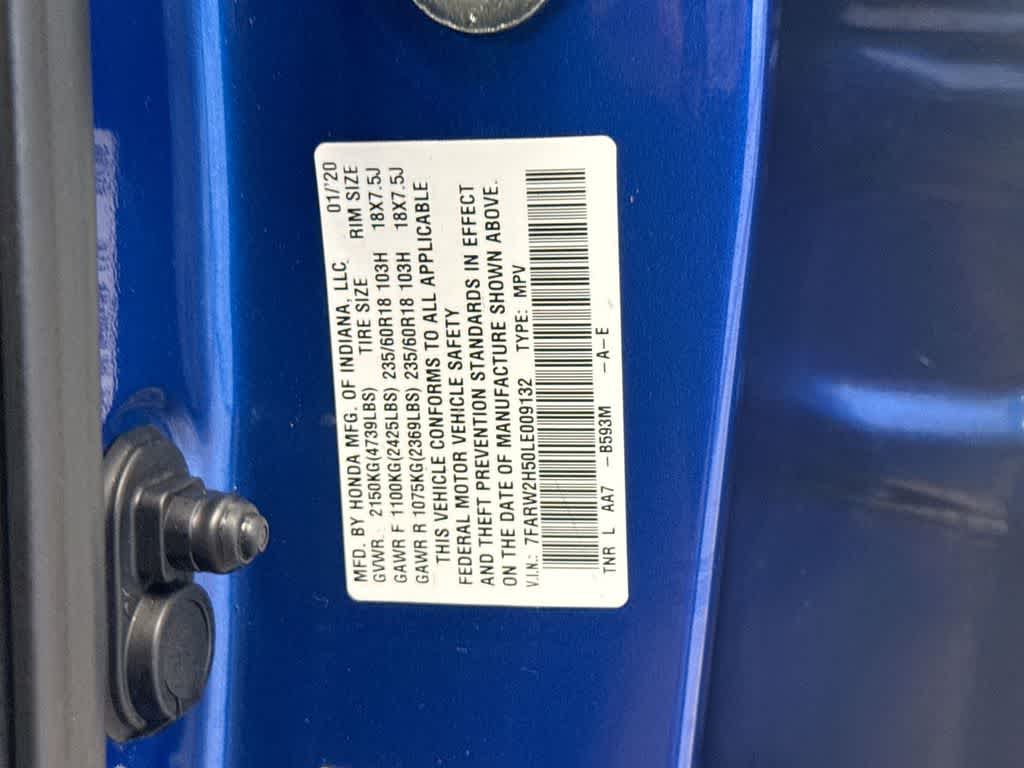 MFD. BY HONDA MFG. OF INDIANA, LLC 01/'20
TIRE SIZE RIM SIZE
GVWR 2150KG(4739LBS)
GAWR F 1100KG(2425LBS) 235/60R18 103H 18X7.5J
GAWR R 1075KG(2369LBS) 235/60R18 103H 18X7.5J
THIS VEHICLE CONFORMS TO ALL APPLICABLE
FEDERAL MOTOR VEHICLE SAFETY
AND THEFT PREVENTION STANDARDS IN EFFECT
ON THE DATE OF MANUFACTURE SHOWN ABOVE.
V.I.N.: 7FARW2H50LE009132 TYPE: MPV
TNR L AA7 -B593M -A-E